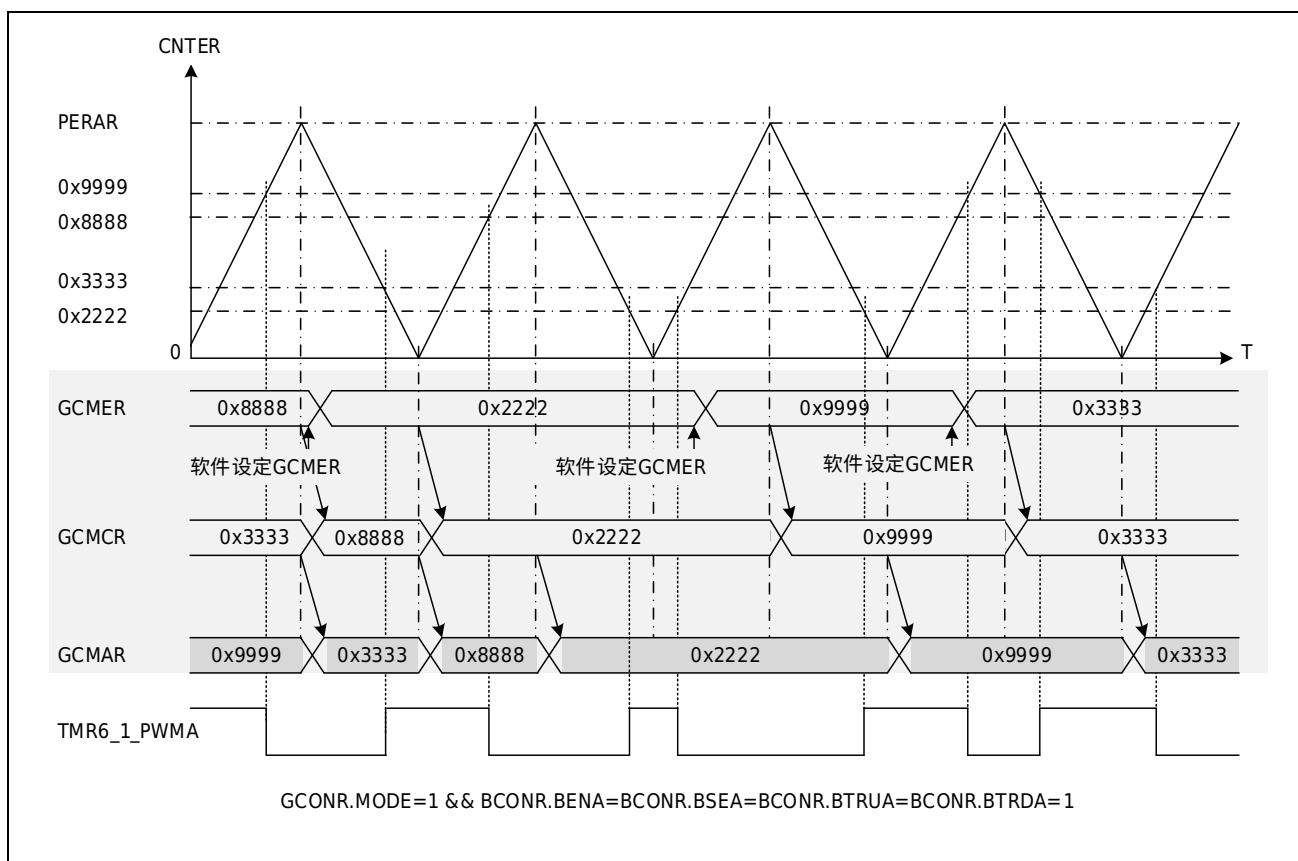 CNTER
PERAR
0x9999
0x8888
0x3333
0x2222
0
T
GCMER
0x8888
0x2222
0x9999
0x3333
软件设定GCMER
软件设定GCMER
软件设定GCMER
GCMCR
0x3333
0x8888
0x2222
0x9999
0x3333
GCMAR
0x9999
0x3333
0x8888
0x2222
0x9999
0x3333
TMR6_1_PWMA
GCONR.MODE=1 && BCONR.BENA=BCONR.BSEA=BCONR.BTRUA=BCONR.BTRDA=1